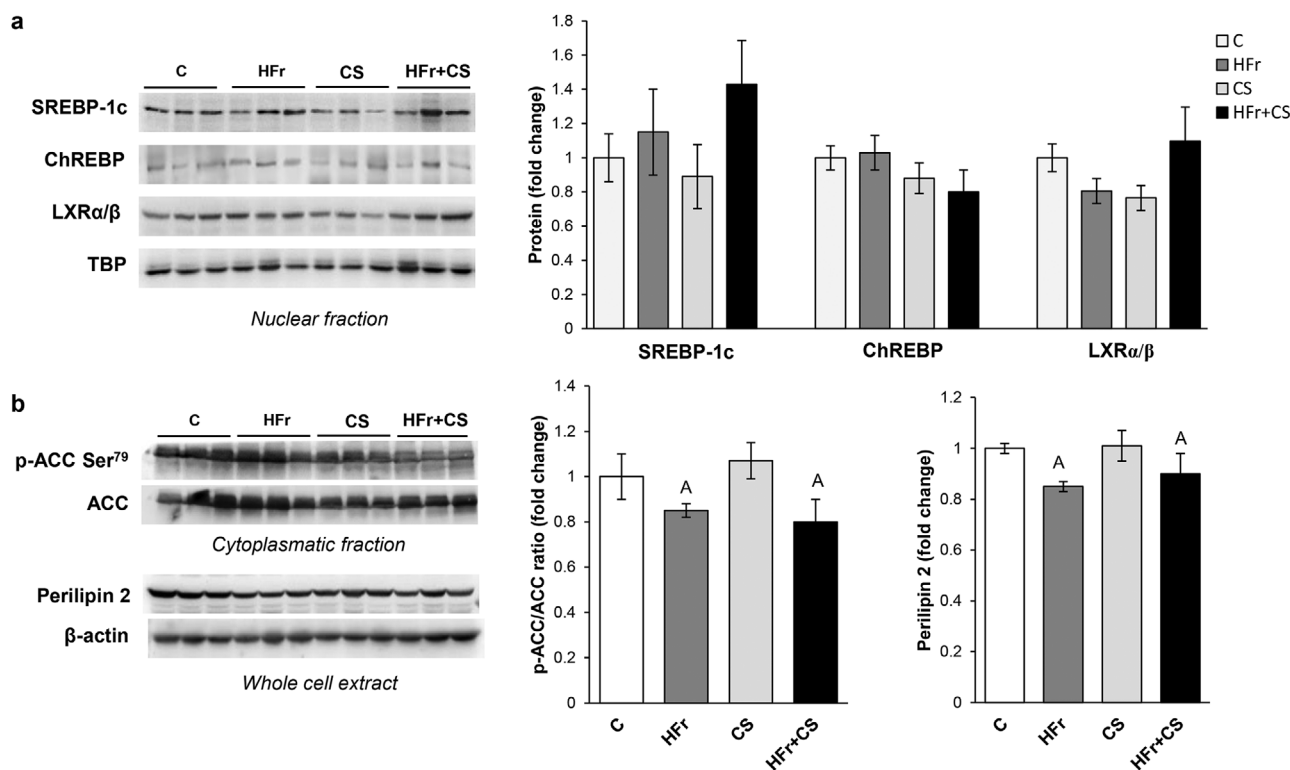 a
C HFr CS HFr+CS
SREBP-1c
ChREBP
LXRα/β
TBP
Nuclear fraction
Protein (fold change)
1.8
1.6
1.4
1.2
1
0.8
0.6
0.4
0.2
0
SREBP-1c ChREBP LXRα/β
C
HFr
CS
HFr+CS
b
C HFr CS HFr+CS
p-ACC Ser⁷⁹
ACC
Cytoplasmatic fraction
Perilipin 2
β-actin
Whole cell extract
p-ACC/ACC ratio (fold change)
1.4
1.2
1
0.8
0.6
0.4
0.2
0
A
A
C HFr CS HFr+CS
Perilipin 2 (fold change)
1.2
1
0.8
0.6
0.4
0.2
0
A
A
C HFr CS HFr+CS